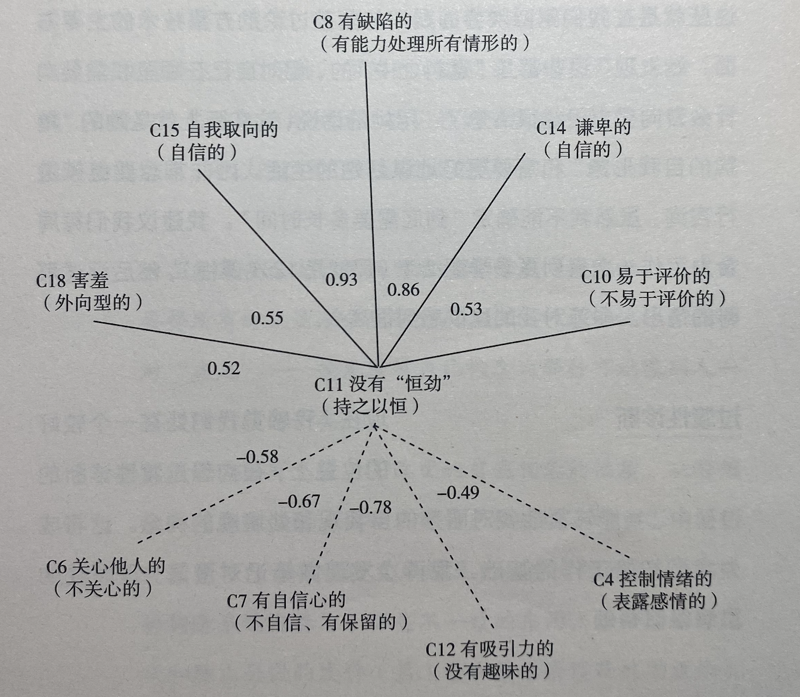 C8 有缺陷的
（有能力处理所有情形的）
C15 自我取向的
（自信的）
C14 谦卑的
（自信的）
C18 害羞
（外向型的）
C10 易于评价的
（不易于评价的）
0.93
0.86
0.55
0.53
0.52
C11 没有“恒劲”
（持之以恒）
–0.58
–0.67
–0.78
–0.49
C6 关心他人的
（不关心的）
C7 有自信心的
（不自信、有保留的）
C4 控制情绪的
（表露感情的）
C12 有吸引力的
（没有趣味的）